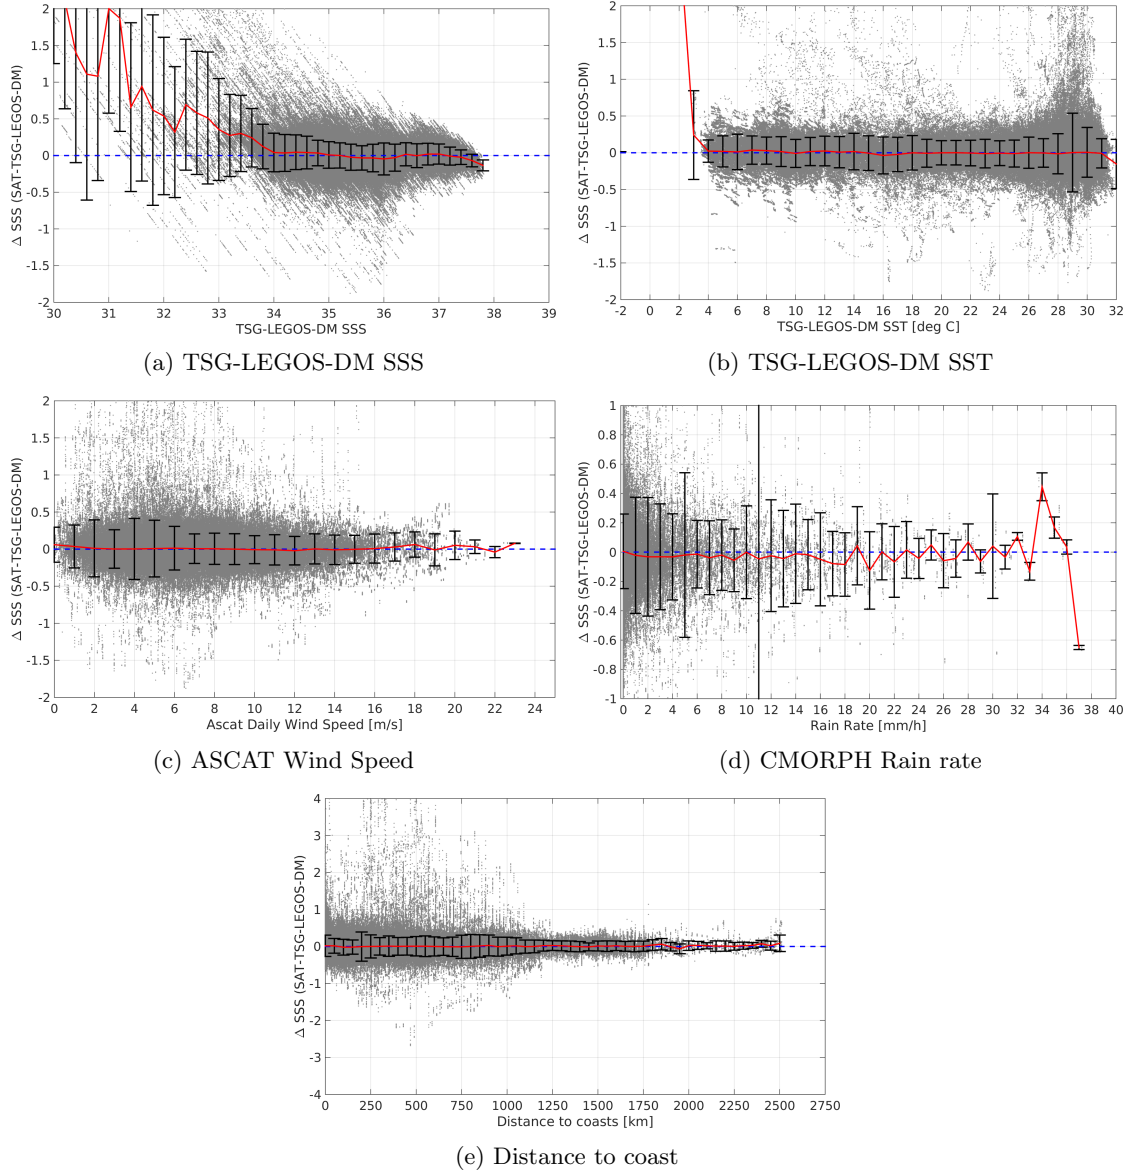 2
1.5
1
0.5
0
-0.5
-1
-1.5
-2
Δ SSS (SAT-TSG-LEGOS-DM)
30 31 32 33 34 35 36 37 38 39
TSG-LEGOS-DM SSS
(a) TSG-LEGOS-DM SSS
2
1.5
1
0.5
0
-0.5
-1
-1.5
-2
Δ SSS (SAT-TSG-LEGOS-DM)
-2 0 2 4 6 8 10 12 14 16 18 20 22 24 26 28 30 32
TSG-LEGOS-DM SST [deg C]
(b) TSG-LEGOS-DM SST
2
1.5
1
0.5
0
-0.5
-1
-1.5
-2
Δ SSS (SAT-TSG-LEGOS-DM)
0 2 4 6 8 10 12 14 16 18 20 22 24
Ascat Daily Wind Speed [m/s]
(c) ASCAT Wind Speed
1
0.8
0.6
0.4
0.2
0
-0.2
-0.4
-0.6
-0.8
-1
Δ SSS (SAT-TSG-LEGOS-DM)
0 2 4 6 8 10 12 14 16 18 20 22 24 26 28 30 32 34 36 38 40
Rain Rate [mm/h]
(d) CMORPH Rain rate
4
3
2
1
0
-1
-2
-3
-4
Δ SSS (SAT-TSG-LEGOS-DM)
0 250 500 750 1000 1250 1500 1750 2000 2250 2500 2750
Distance to coasts [km]
(e) Distance to coast